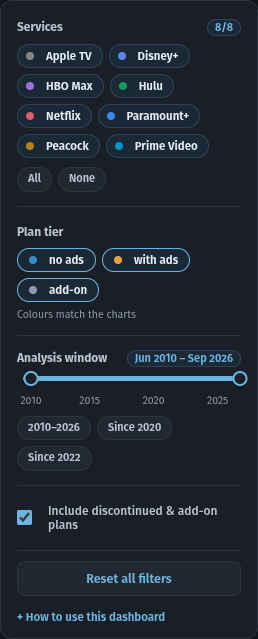 Services 8/8
Apple TV Disney+
HBO Max Hulu
Netflix Paramount+
Peacock Prime Video
All None
Plan tier
no ads with ads
add-on
Colours match the charts
Analysis window Jun 2010 – Sep 2026
2010 2015 2020 2025
2010–2026 Since 2020
Since 2022
Include discontinued & add-on
plans
Reset all filters
+ How to use this dashboard